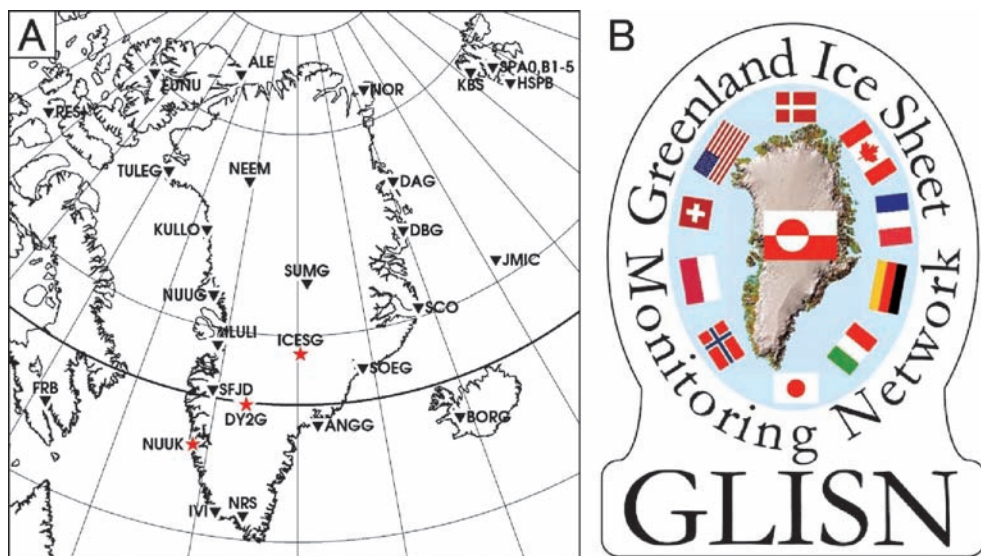 A
ALE
EUNU
RES
NOR
KBS
SPA0,B1-5
HSPB
TULEG
NEEM
DAG
KULLO
DBG
SUMG
JMIC
NUUG
SCO
ILULI
ICESG
SOEG
FRB
SFJD
DY2G
ANGG
BORG
NUUK
IVI
NRS
B
Greenland Ice Sheet
Monitoring Network
GLISN